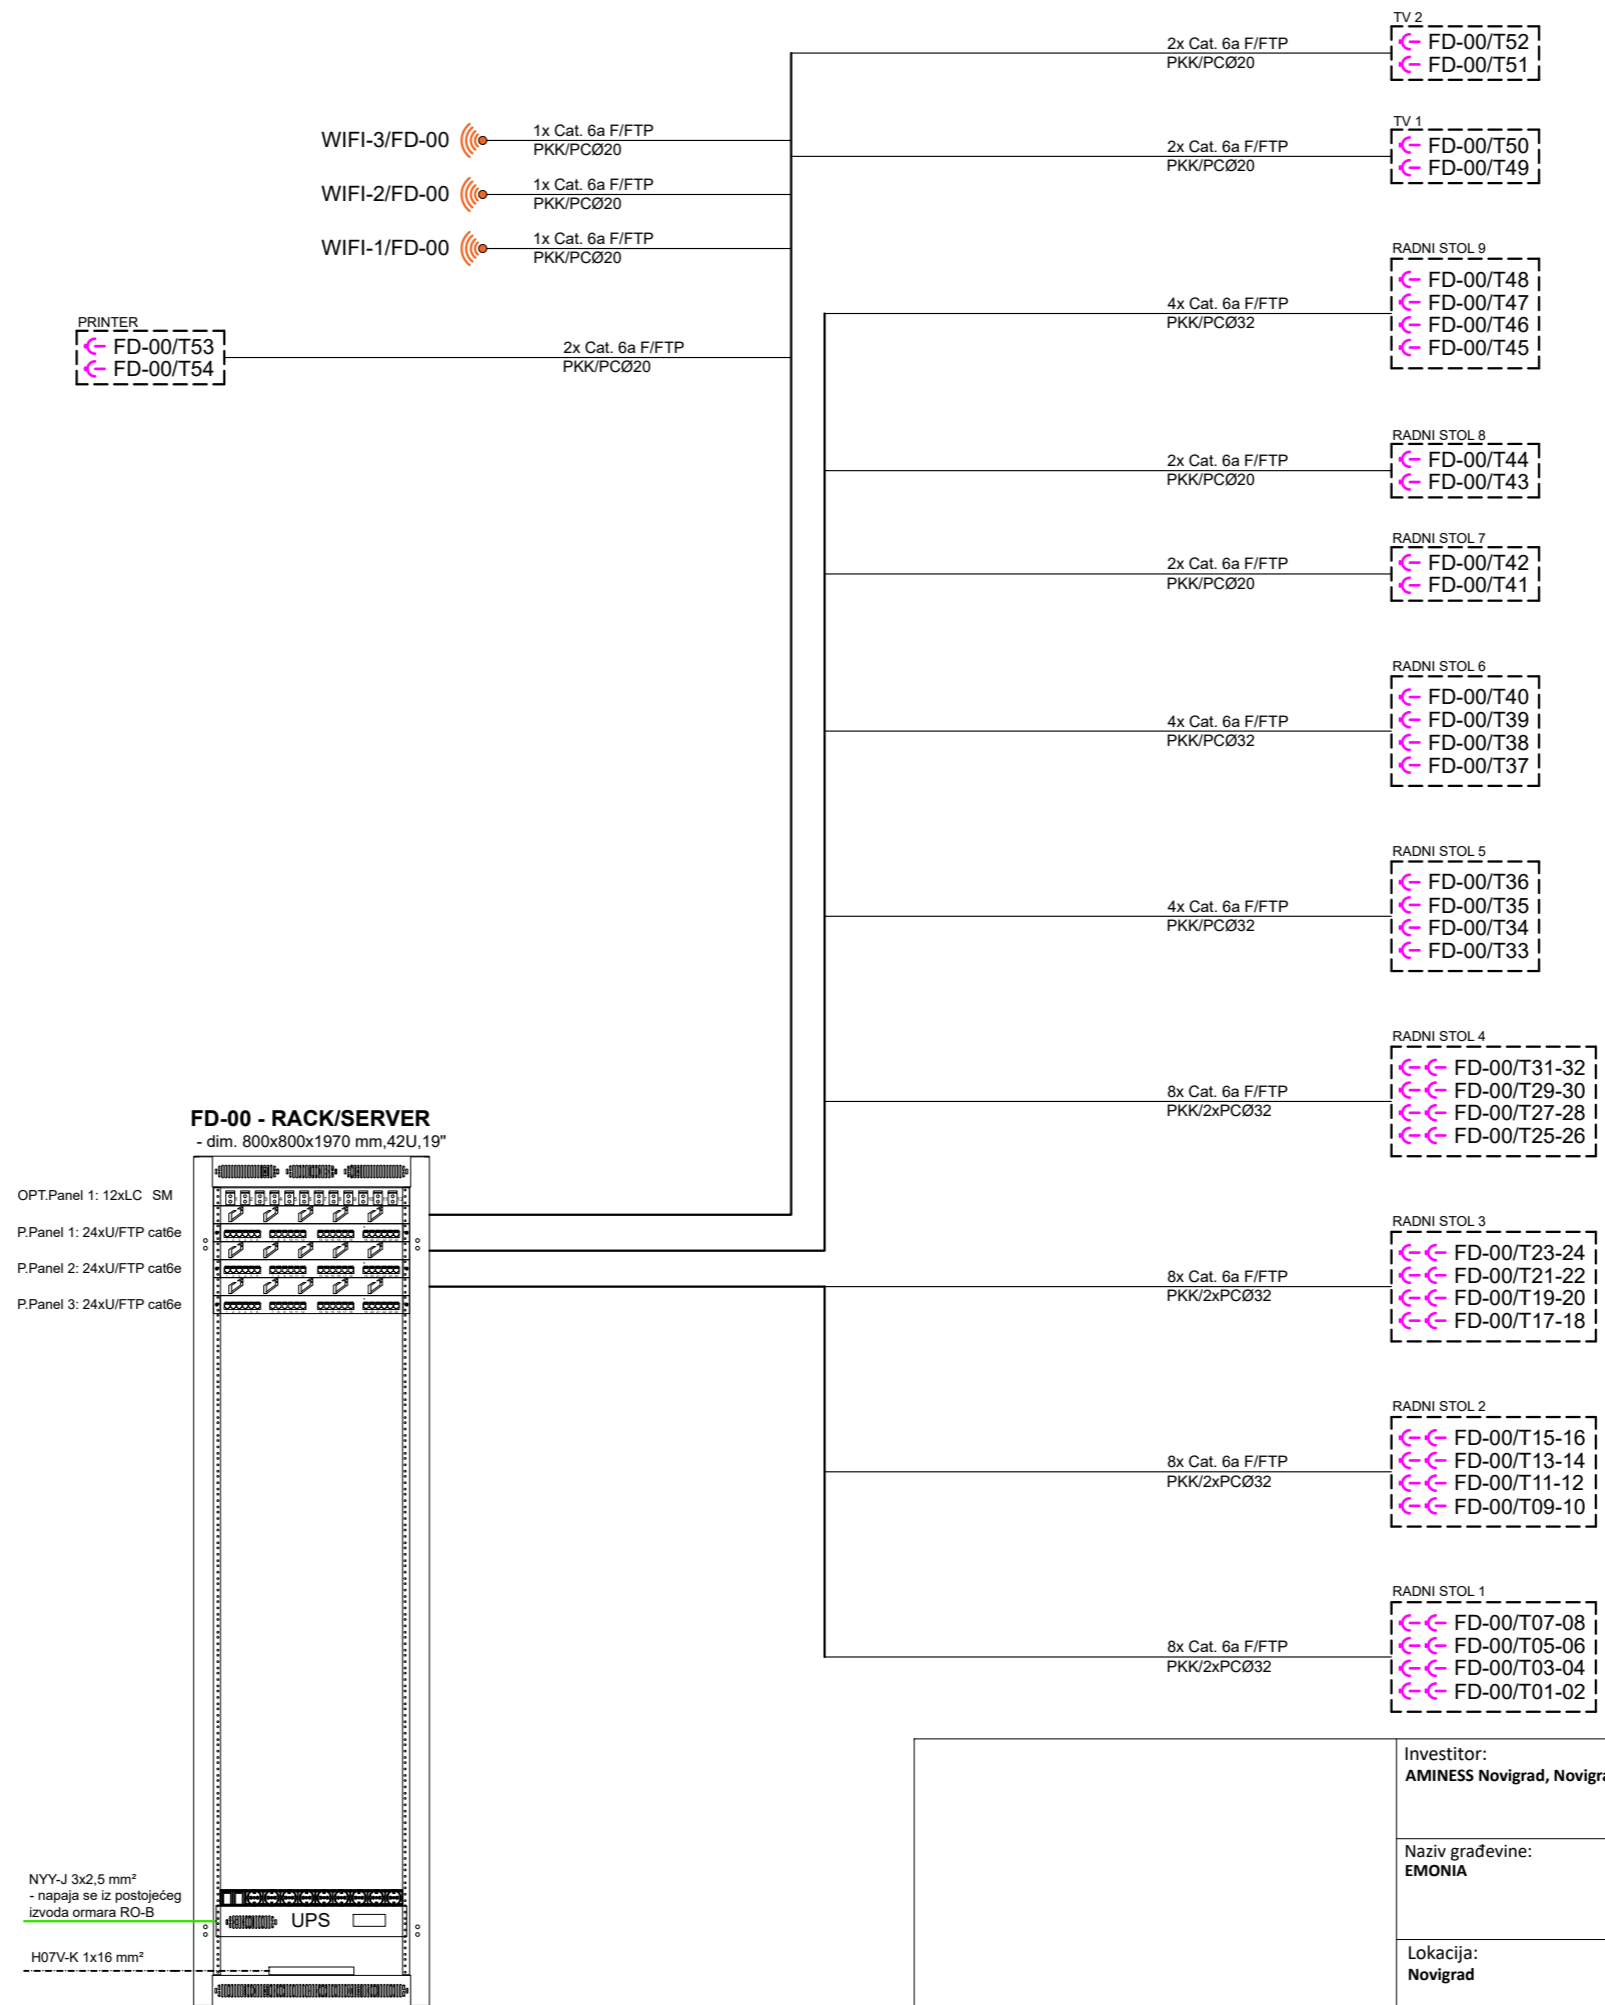 TV 2
2x Cat. 6a F/FTP
PKK/PCØ20
FD-00/T52
FD-00/T51
TV 1
2x Cat. 6a F/FTP
PKK/PCØ20
FD-00/T50
FD-00/T49
WIFI-3/FD-00
1x Cat. 6a F/FTP
PKK/PCØ20
WIFI-2/FD-00
1x Cat. 6a F/FTP
PKK/PCØ20
WIFI-1/FD-00
1x Cat. 6a F/FTP
PKK/PCØ20
PRINTER
FD-00/T53
FD-00/T54
2x Cat. 6a F/FTP
PKK/PCØ20
RADNI STOL 9
4x Cat. 6a F/FTP
PKK/PCØ32
FD-00/T48
FD-00/T47
FD-00/T46
FD-00/T45
RADNI STOL 8
2x Cat. 6a F/FTP
PKK/PCØ20
FD-00/T44
FD-00/T43
RADNI STOL 7
2x Cat. 6a F/FTP
PKK/PCØ20
FD-00/T42
FD-00/T41
RADNI STOL 6
4x Cat. 6a F/FTP
PKK/PCØ32
FD-00/T40
FD-00/T39
FD-00/T38
FD-00/T37
RADNI STOL 5
4x Cat. 6a F/FTP
PKK/PCØ32
FD-00/T36
FD-00/T35
FD-00/T34
FD-00/T33
RADNI STOL 4
8x Cat. 6a F/FTP
PKK/2xPCØ32
FD-00/T31-32
FD-00/T29-30
FD-00/T27-28
FD-00/T25-26
FD-00 - RACK/SERVER
- dim. 800x800x1970 mm,42U,19"
OPT.Panel 1: 12xLC SM
P.Panel 1: 24xU/FTP cat6e
P.Panel 2: 24xU/FTP cat6e
P.Panel 3: 24xU/FTP cat6e
RADNI STOL 3
8x Cat. 6a F/FTP
PKK/2xPCØ32
FD-00/T23-24
FD-00/T21-22
FD-00/T19-20
FD-00/T17-18
RADNI STOL 2
8x Cat. 6a F/FTP
PKK/2xPCØ32
FD-00/T15-16
FD-00/T13-14
FD-00/T11-12
FD-00/T09-10
RADNI STOL 1
8x Cat. 6a F/FTP
PKK/2xPCØ32
FD-00/T07-08
FD-00/T05-06
FD-00/T03-04
FD-00/T01-02
NYY-J 3x2,5 mm²
- napaja se iz postojećeg
izvoda ormara RO-B
UPS
H07V-K 1x16 mm²
Investitor:
AMINESS Novigrad, Novigra
Naziv građevine:
EMONIA
Lokacija:
Novigrad